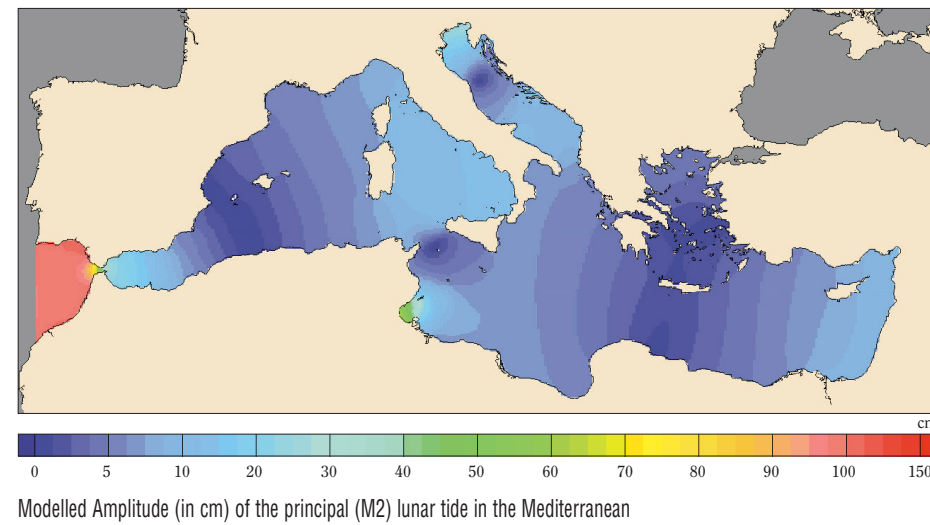 cm
0 5 10 20 30 40 50 60 70 80 90 100 150
Modelled Amplitude (in cm) of the principal (M2) lunar tide in the Mediterranean